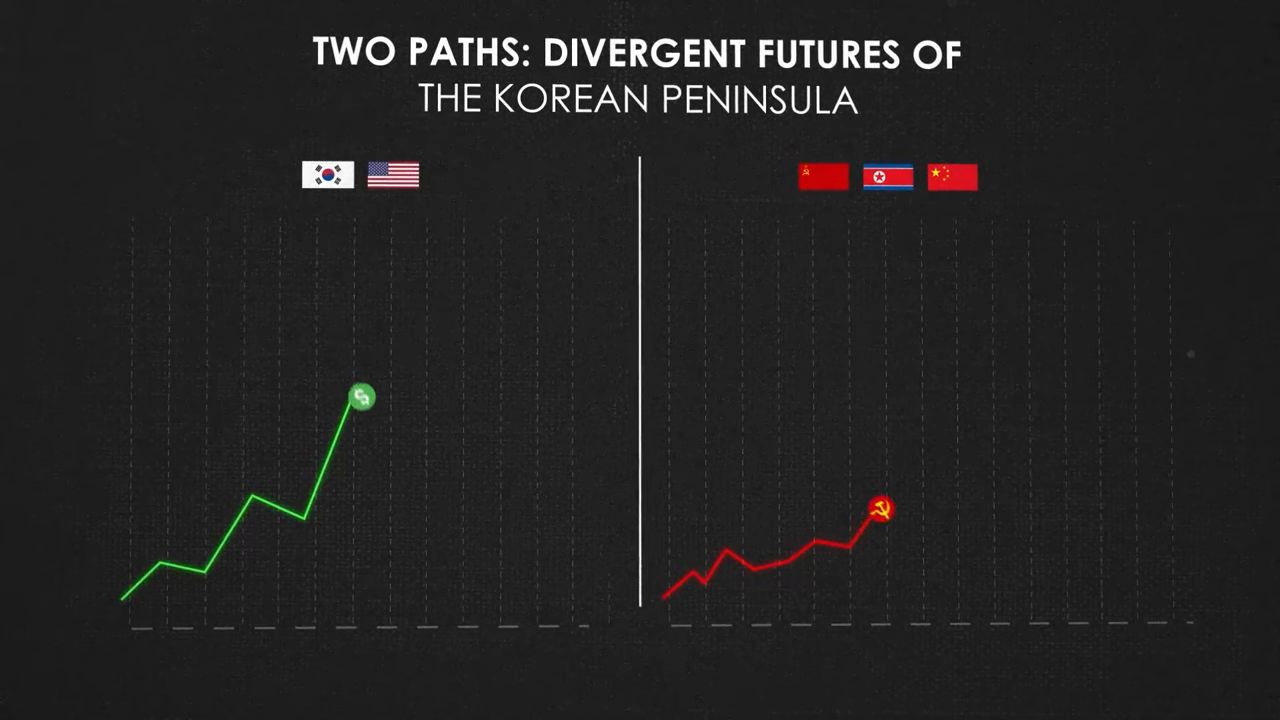 TWO PATHS: DIVERGENT FUTURES OF
THE KOREAN PENINSULA
$